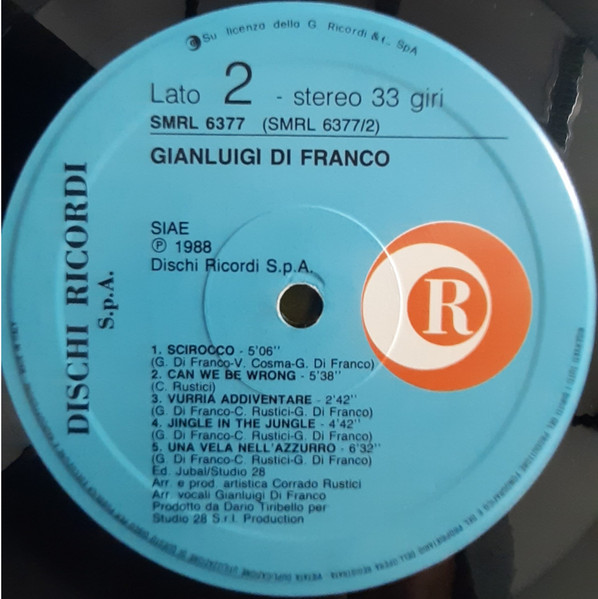 Su licenza della G. Ricordi & C. SpA
Lato 2 - stereo 33 giri
SMRL 6377 (SMRL 6377/2)
GIANLUIGI DI FRANCO
DISCHI RICORDI
S.p.A.
SIAE
Ⓟ 1988
Dischi Ricordi S.p.A.
R
1. SCIROCCO - 5'06"
(G. Di Franco-V. Cosma-G. Di Franco)
2. CAN WE BE WRONG - 5'38"
(C. Rustici)
3. VURRIA ADDIVENTARE - 2'42"
(G. Di Franco-C. Rustici-G. Di Franco)
4. JINGLE IN THE JUNGLE - 4'42"
(G. Di Franco-C. Rustici-G. Di Franco)
5. UNA VELA NELL'AZZURRO - 6'32"
(G. Di Franco-C. Rustici-G. Di Franco)
Ed. Jubal/Studio 28
Arr. e prod. artistica Corrado Rustici
Arr. vocali Gianluigi Di Franco
Prodotto da Dario Tiribello per
Studio 28 S.r.l. Production